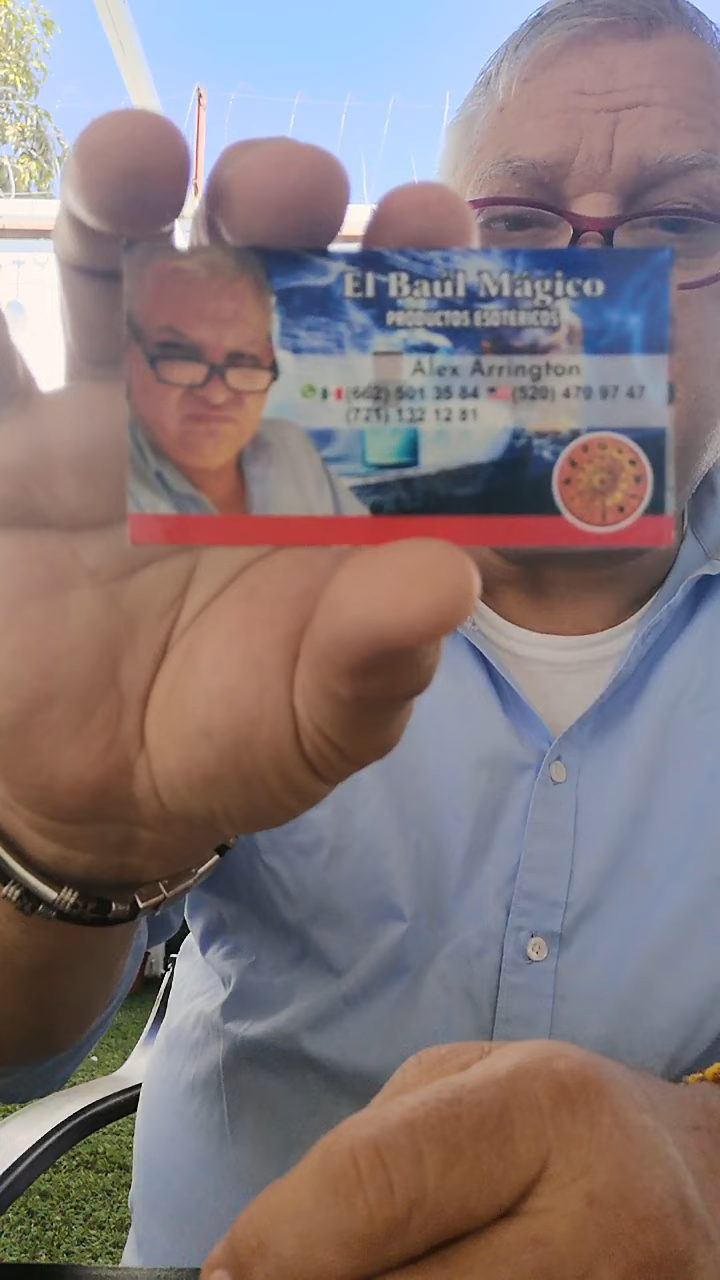 El Baúl Mágico
PRODUCTOS ESOTERICOS
Alex Arrington
(662) 501 35 84 (520) 470 97 47
(721) 132 12 81